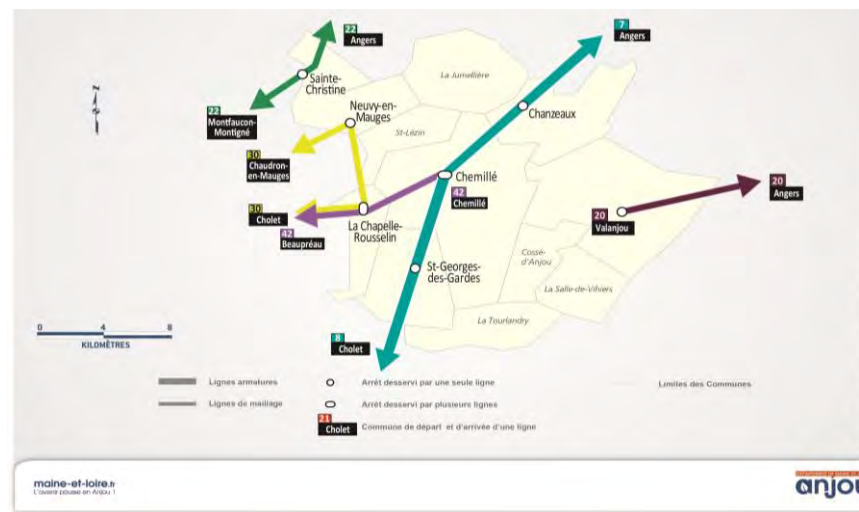 22
Angers
7
Angers
La Jumellière
Sainte-
Christine
N
22
Montfaucon-
Montigné
Neuvy-en-
Mauges
Chanzeaux
St-Lézin
30
Chaudron-
en-Mauges
Chemillé
42
Chemillé
20
Angers
30
Cholet
42
Beaupréau
La Chapelle-
Rousselin
20
Valanjou
St-Georges-
des-Gardes
Cossé-
d'Anjou
La Salle-de-Vihiers
La Tourlandry
0 4 8
KILOMÈTRES
8
Cholet
Lignes armatures
Arrêt desservi par une seule ligne
Limites des Communes
Lignes de maillage
Arrêt desservi par plusieurs lignes
21
Cholet
Commune de départ et d'arrivée d'une ligne
maine-et-loire.fr
L'avenir pousse en Anjou !
anjou